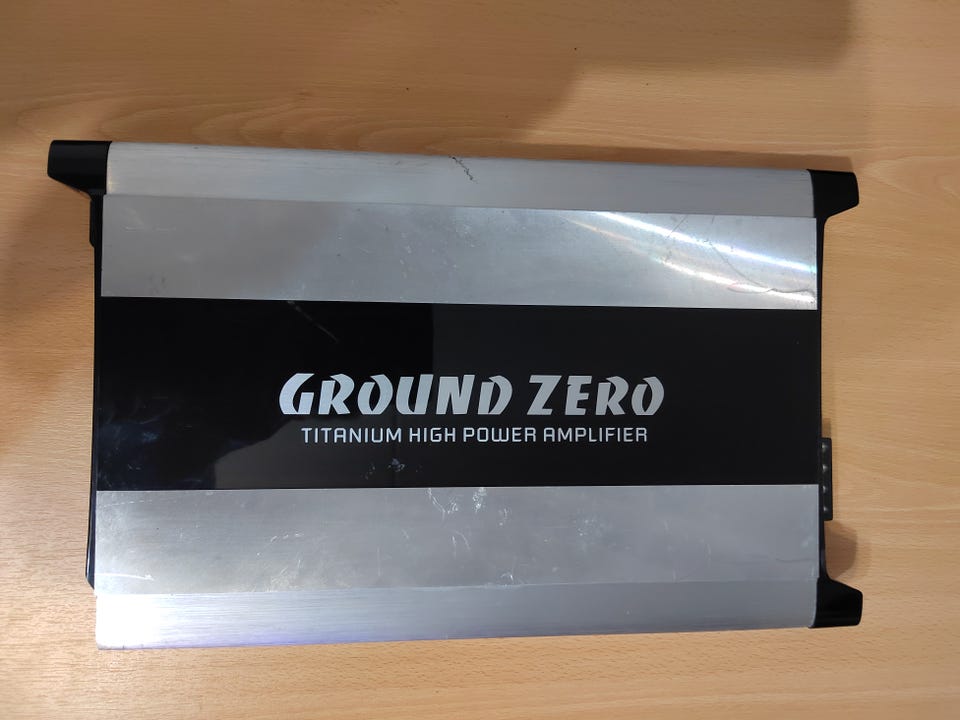 GROUND ZERO
TITANIUM HIGH POWER AMPLIFIER